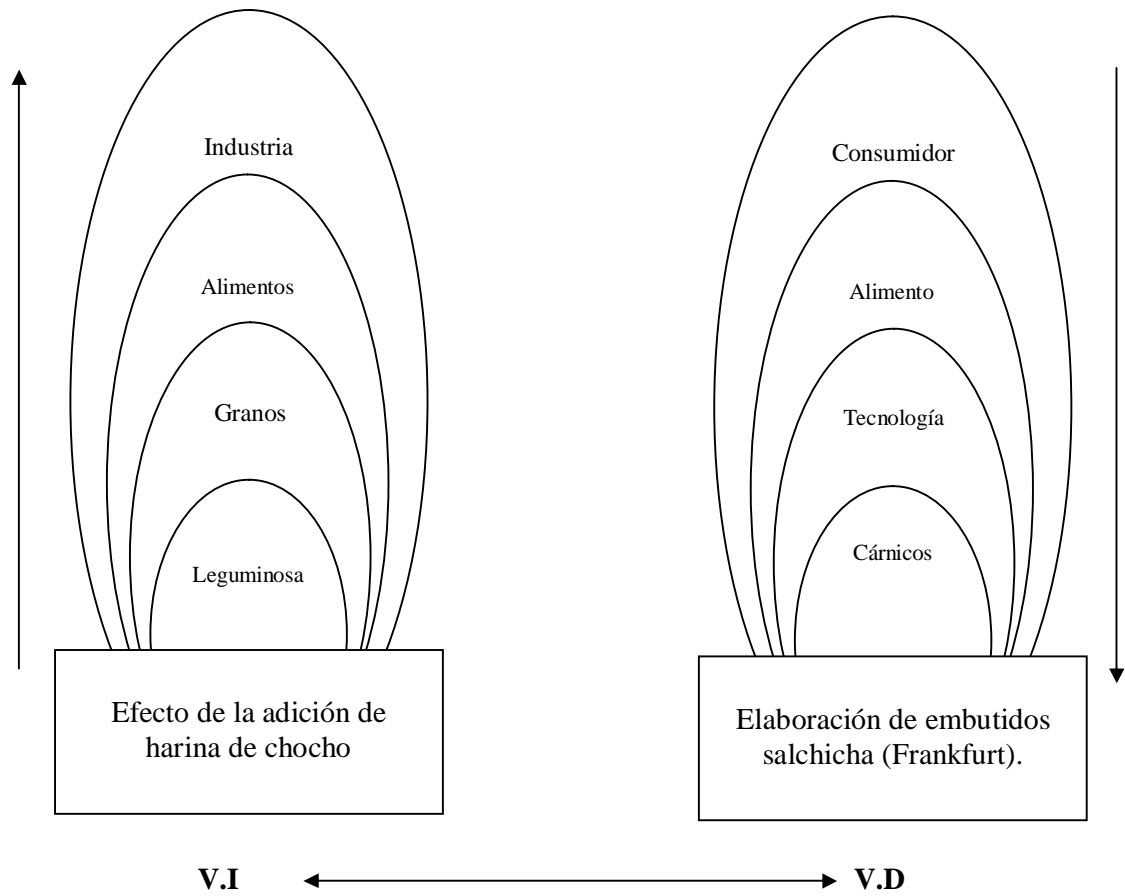 Industria
Alimentos
Granos
Leguminosa
Efecto de la adición de
harina de chocho
Consumidor
Alimento
Tecnología
Cárnicos
Elaboración de embutidos
salchicha (Frankfurt).
V.I
V.D